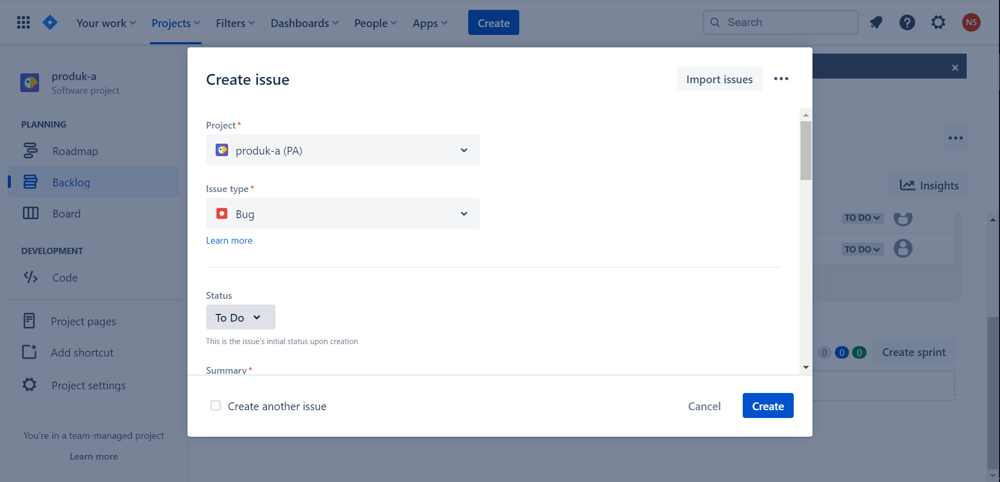 Your work
Projects
Filters
Dashboards
People
Apps
Create
Search
NS
produk-a
Software project
PLANNING
Roadmap
Backlog
Board
DEVELOPMENT
Code
Project pages
Add shortcut
Project settings
You're in a team-managed project
Learn more
Create issue
Import issues
Project*
produk-a (PA)
Issue type*
Bug
Learn more
Status
To Do
This is the issue's initial status upon creation
Summary*
Create another issue
Cancel
Create
Insights
TO DO
TO DO
0 0 0
Create sprint